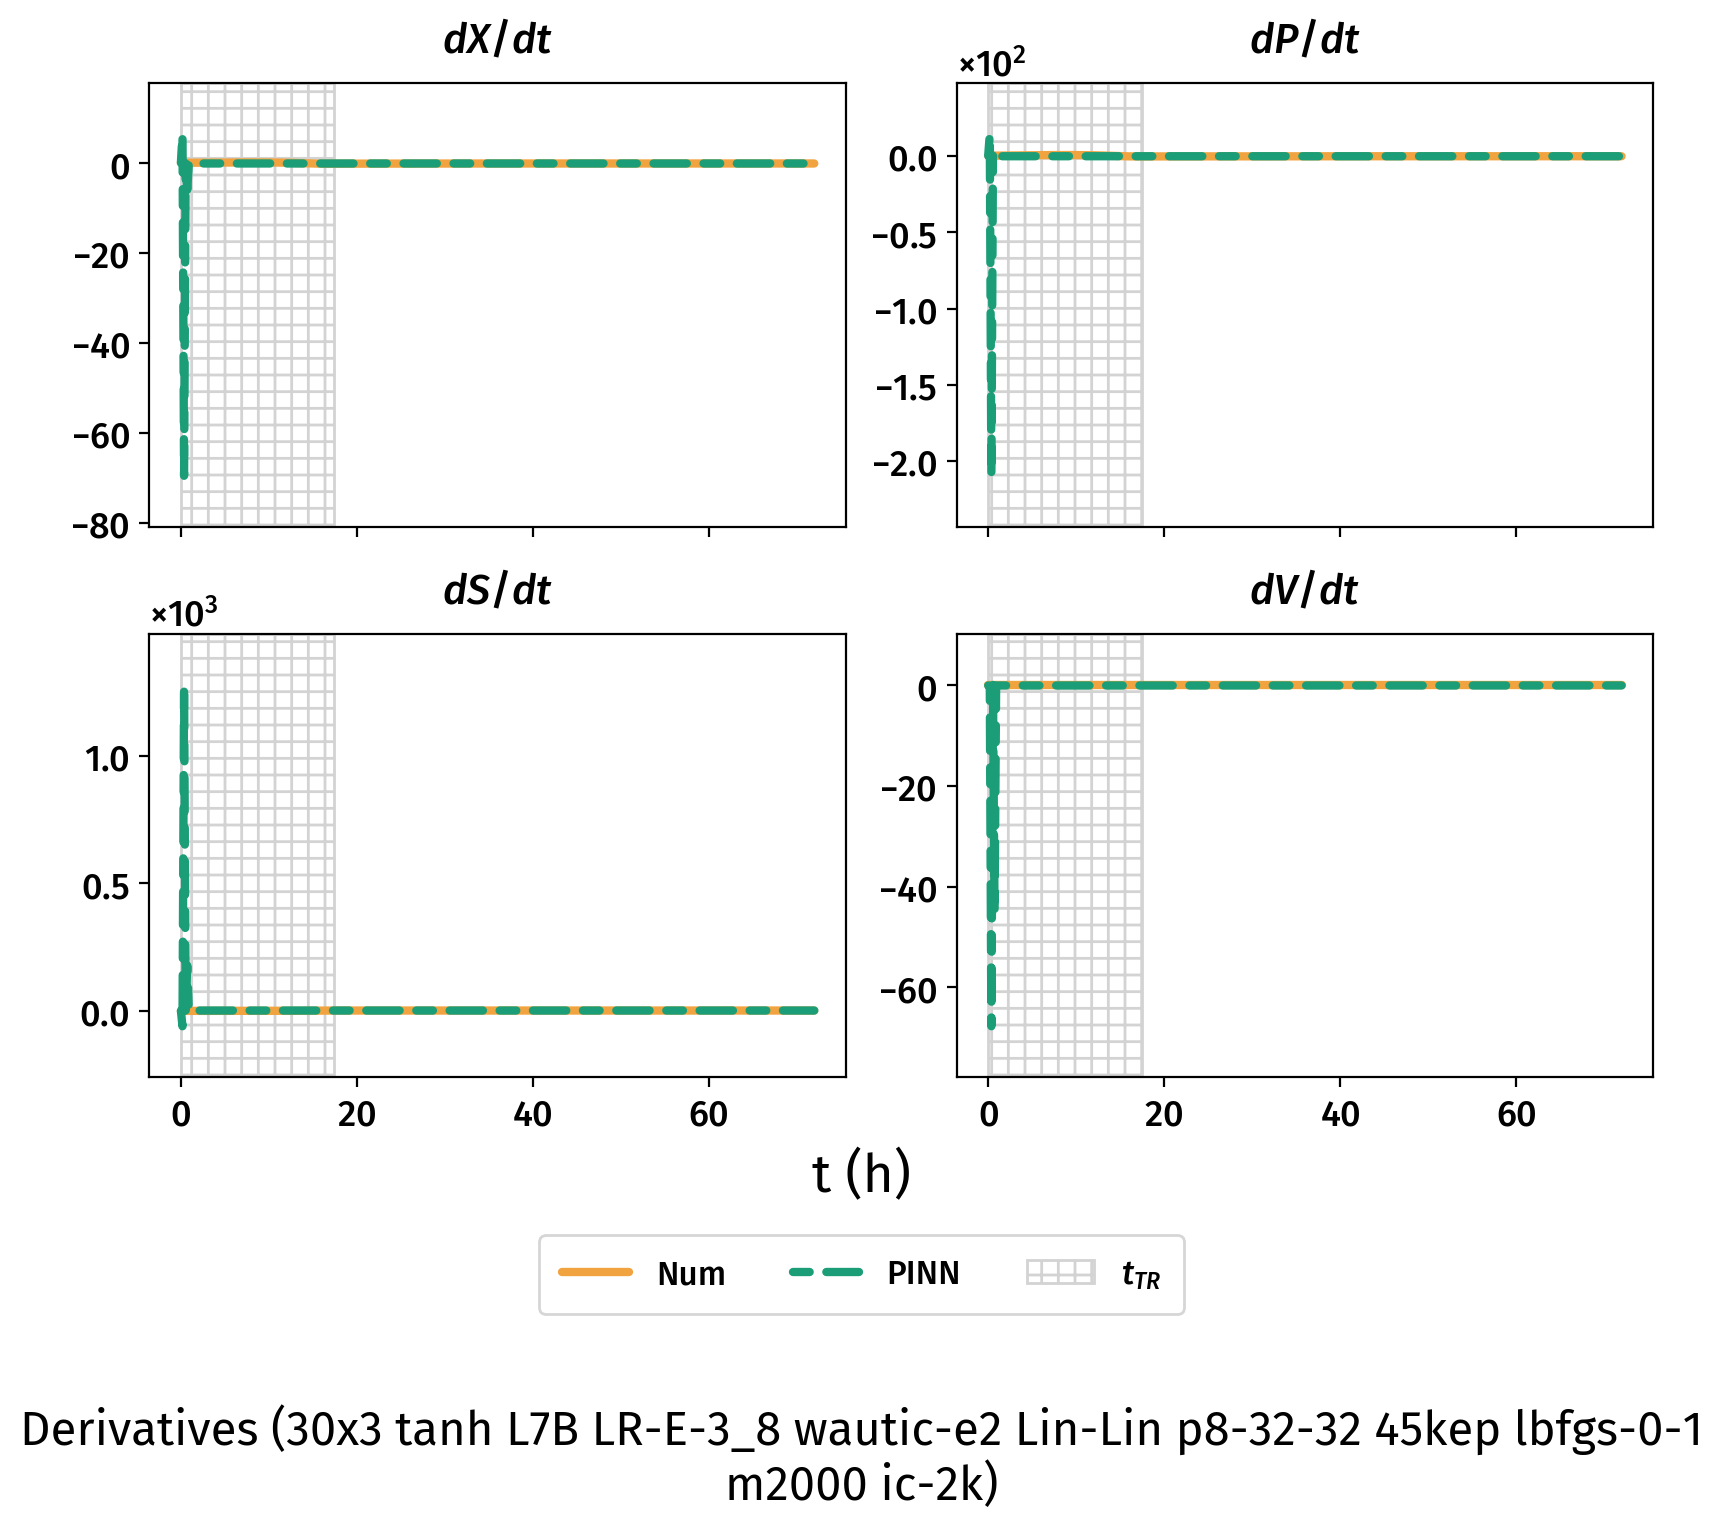 dX/dt
0
−20
−40
−60
−80
dP/dt
×10²
0.0
−0.5
−1.0
−1.5
−2.0
dS/dt
×10³
1.0
0.5
0.0
0 20 40 60
dV/dt
0
−20
−40
−60
0 20 40 60
t (h)
Num PINN t_TR
Derivatives (30x3 tanh L7B LR-E-3_8 wautic-e2 Lin-Lin p8-32-32 45kep lbfgs-0-1
m2000 ic-2k)